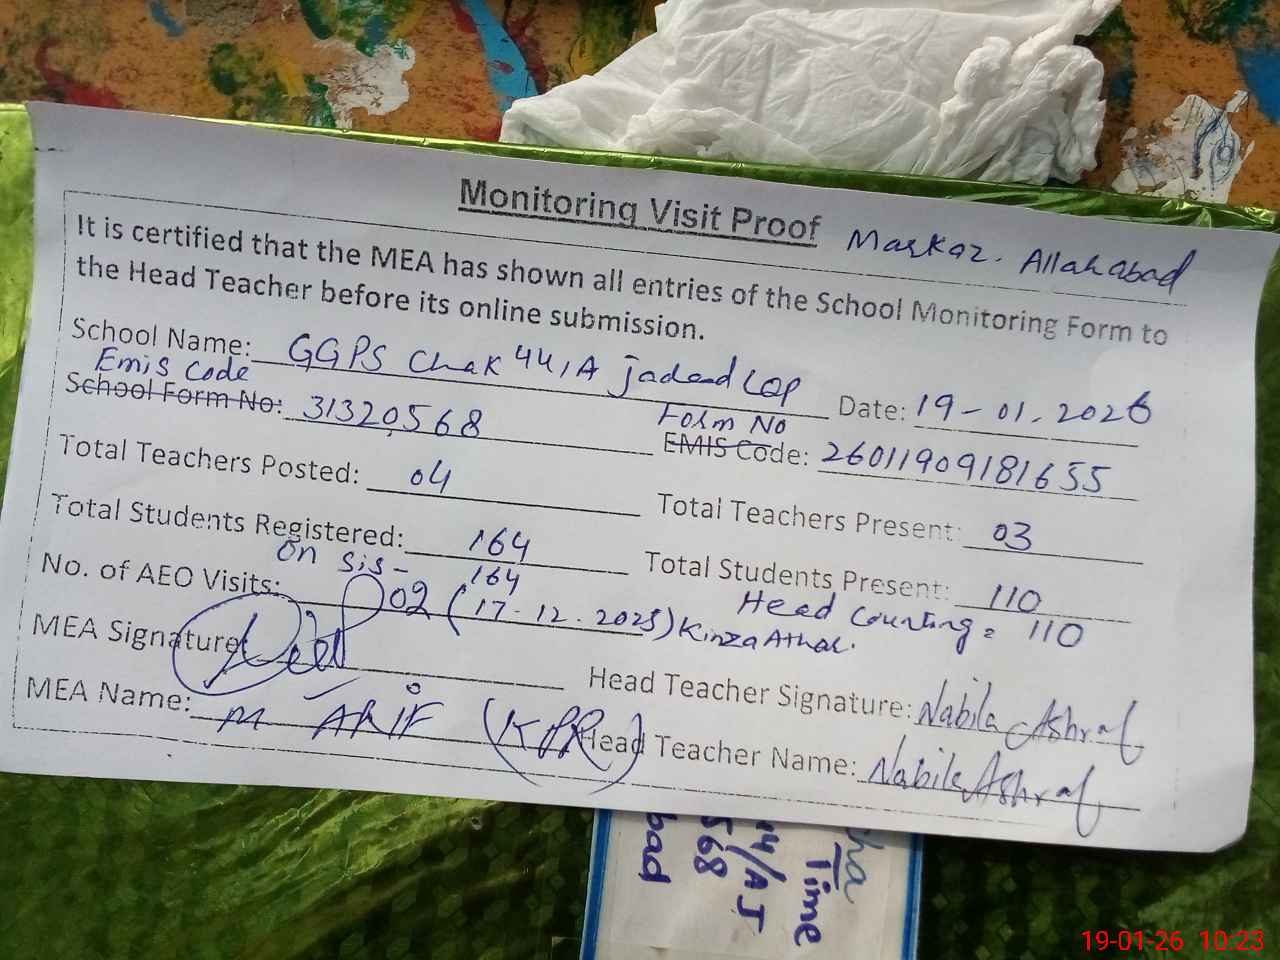 Monitoring Visit Proof Markaz. Allahabad
It is certified that the MEA has shown all entries of the School Monitoring Form to
the Head Teacher before its online submission.
School Name: GGPS Chak 44/A jadeed LQP Date: 19-01.2026
Emis Code Form No
School Form No: 31320568 EMIS Code: 26011909181655
Total Teachers Posted: 04 Total Teachers Present: 03
Total Students Registered: 164 Total Students Present: 110
on sis- 164 Head Counting = 110
No. of AEO Visits: 02 (17-12.2025) Kinza Athar.
MEA Signature: Head Teacher Signature: Nabila Ashraf
MEA Name: M ARIF (KPR) Head Teacher Name: Nabila Ashraf
Time
44/AJ
568
bad
19-01-26 10:23